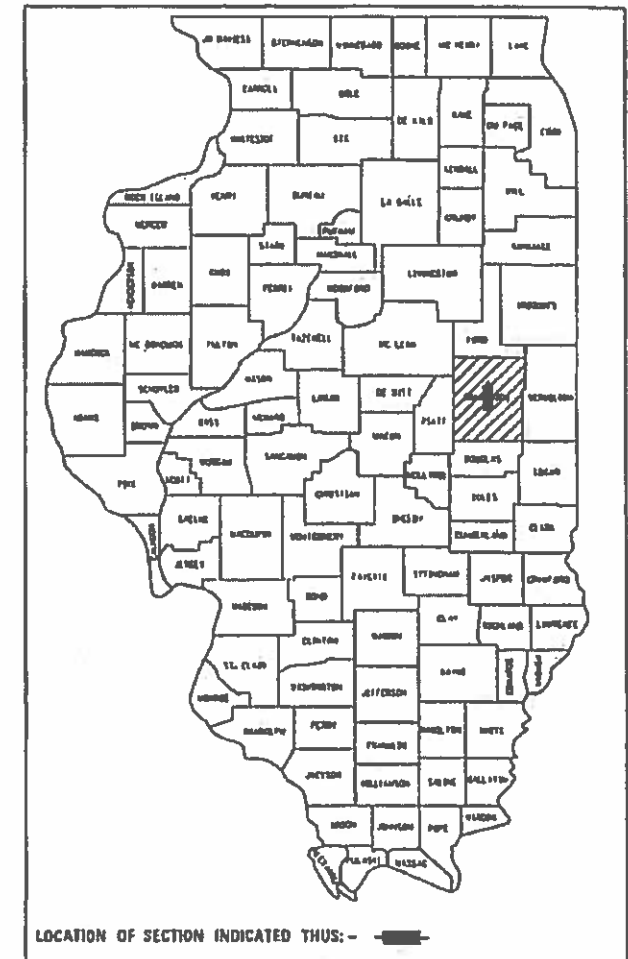 STEPHENSON
WINNEBAGO
BOONE
MC HENRY
LAKE
CARROLL
OGLE
DE KALB
KANE
DU PAGE
COOK
WHITESIDE
LEE
KENDALL
ROCK ISLAND
HENRY
BUREAU
LA SALLE
GRUNDY
WILL
MERCER
PUTNAM
STARK
MARSHALL
KANKAKEE
KNOX
LIVINGSTON
HENDERSON
WARREN
PEORIA
WOODFORD
IROQUOIS
HANCOCK
MC DONOUGH
FULTON
TAZEWELL
MC LEAN
FORD
SCHUYLER
MASON
LOGAN
DE WITT
VERMILION
ADAMS
BROWN
CASS
MENARD
MACON
PIATT
PIKE
SCOTT
MORGAN
SANGAMON
MOULTRIE
DOUGLAS
EDGAR
CHRISTIAN
COLES
GREENE
MACOUPIN
MONTGOMERY
SHELBY
CUMBERLAND
CLARK
CALHOUN
JERSEY
FAYETTE
EFFINGHAM
JASPER
CRAWFORD
MADISON
BOND
CLAY
RICHLAND
LAWRENCE
CLINTON
MARION
ST. CLAIR
WAYNE
EDWARDS
WABASH
MONROE
WASHINGTON
JEFFERSON
RANDOLPH
PERRY
HAMILTON
WHITE
FRANKLIN
JACKSON
WILLIAMSON
SALINE
GALLATIN
UNION
JOHNSON
POPE
HARDIN
PULASKI
MASSAC
LOCATION OF SECTION INDICATED THUS: -